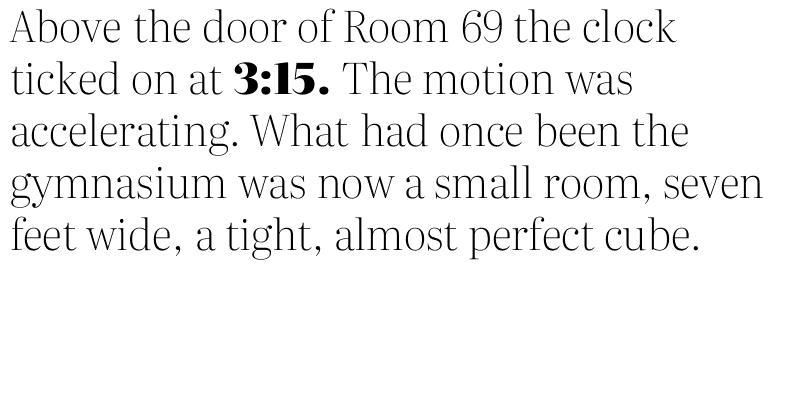 Above the door of Room 69 the clock
ticked on at 3:15. The motion was
accelerating. What had once been the
gymnasium was now a small room, seven
feet wide, a tight, almost perfect cube.